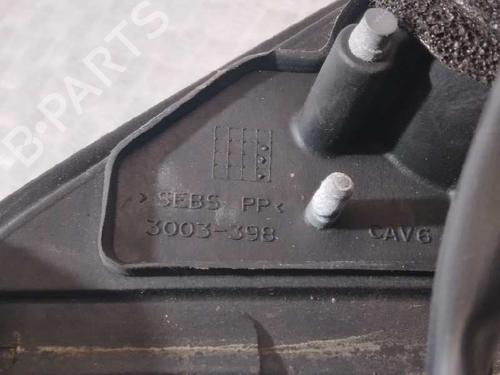 B-PARTS
> SEBS PP <
3003-398 CAV6